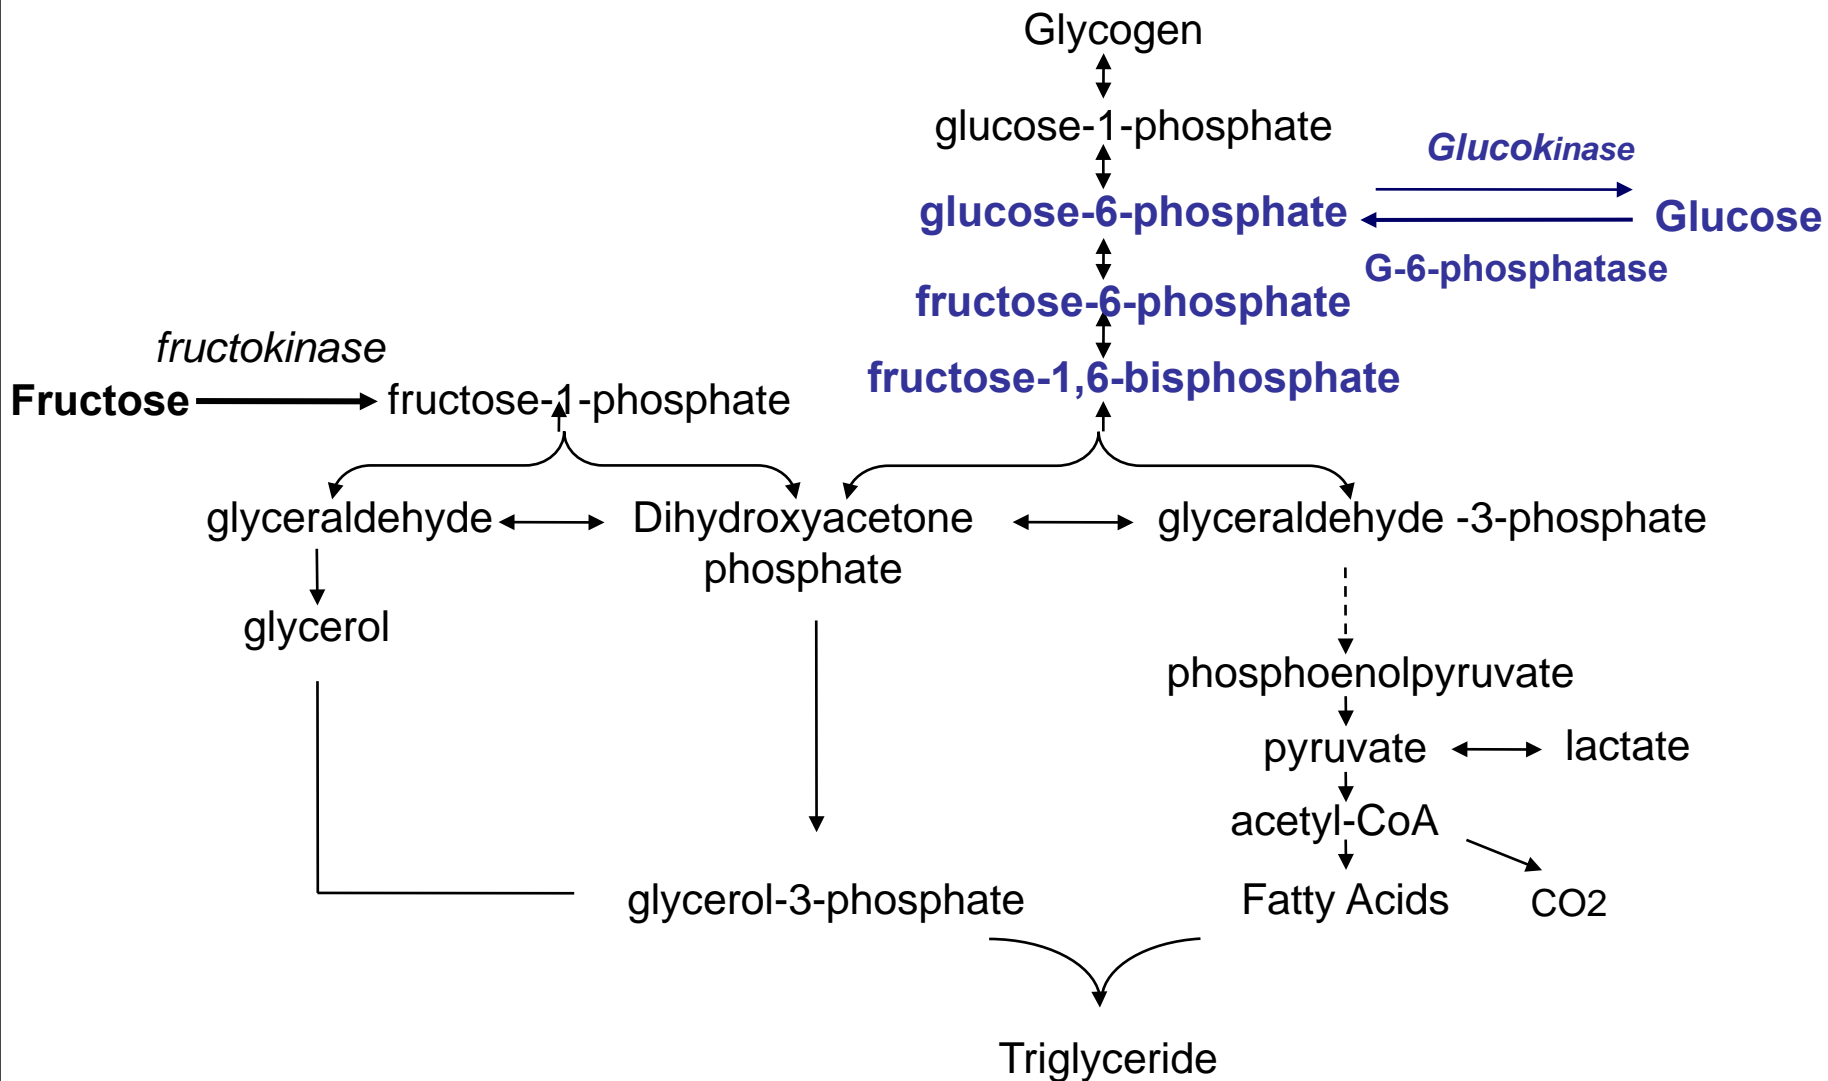 Glycogen
glucose-1-phosphate
Glucokinase
glucose-6-phosphate
Glucose
G-6-phosphatase
fructose-6-phosphate
fructokinase
fructose-1,6-bisphosphate
Fructose
fructose-1-phosphate
glyceraldehyde
Dihydroxyacetone
phosphate
glyceraldehyde -3-phosphate
glycerol
phosphoenolpyruvate
pyruvate
lactate
acetyl-CoA
glycerol-3-phosphate
Fatty Acids
CO2
Triglyceride